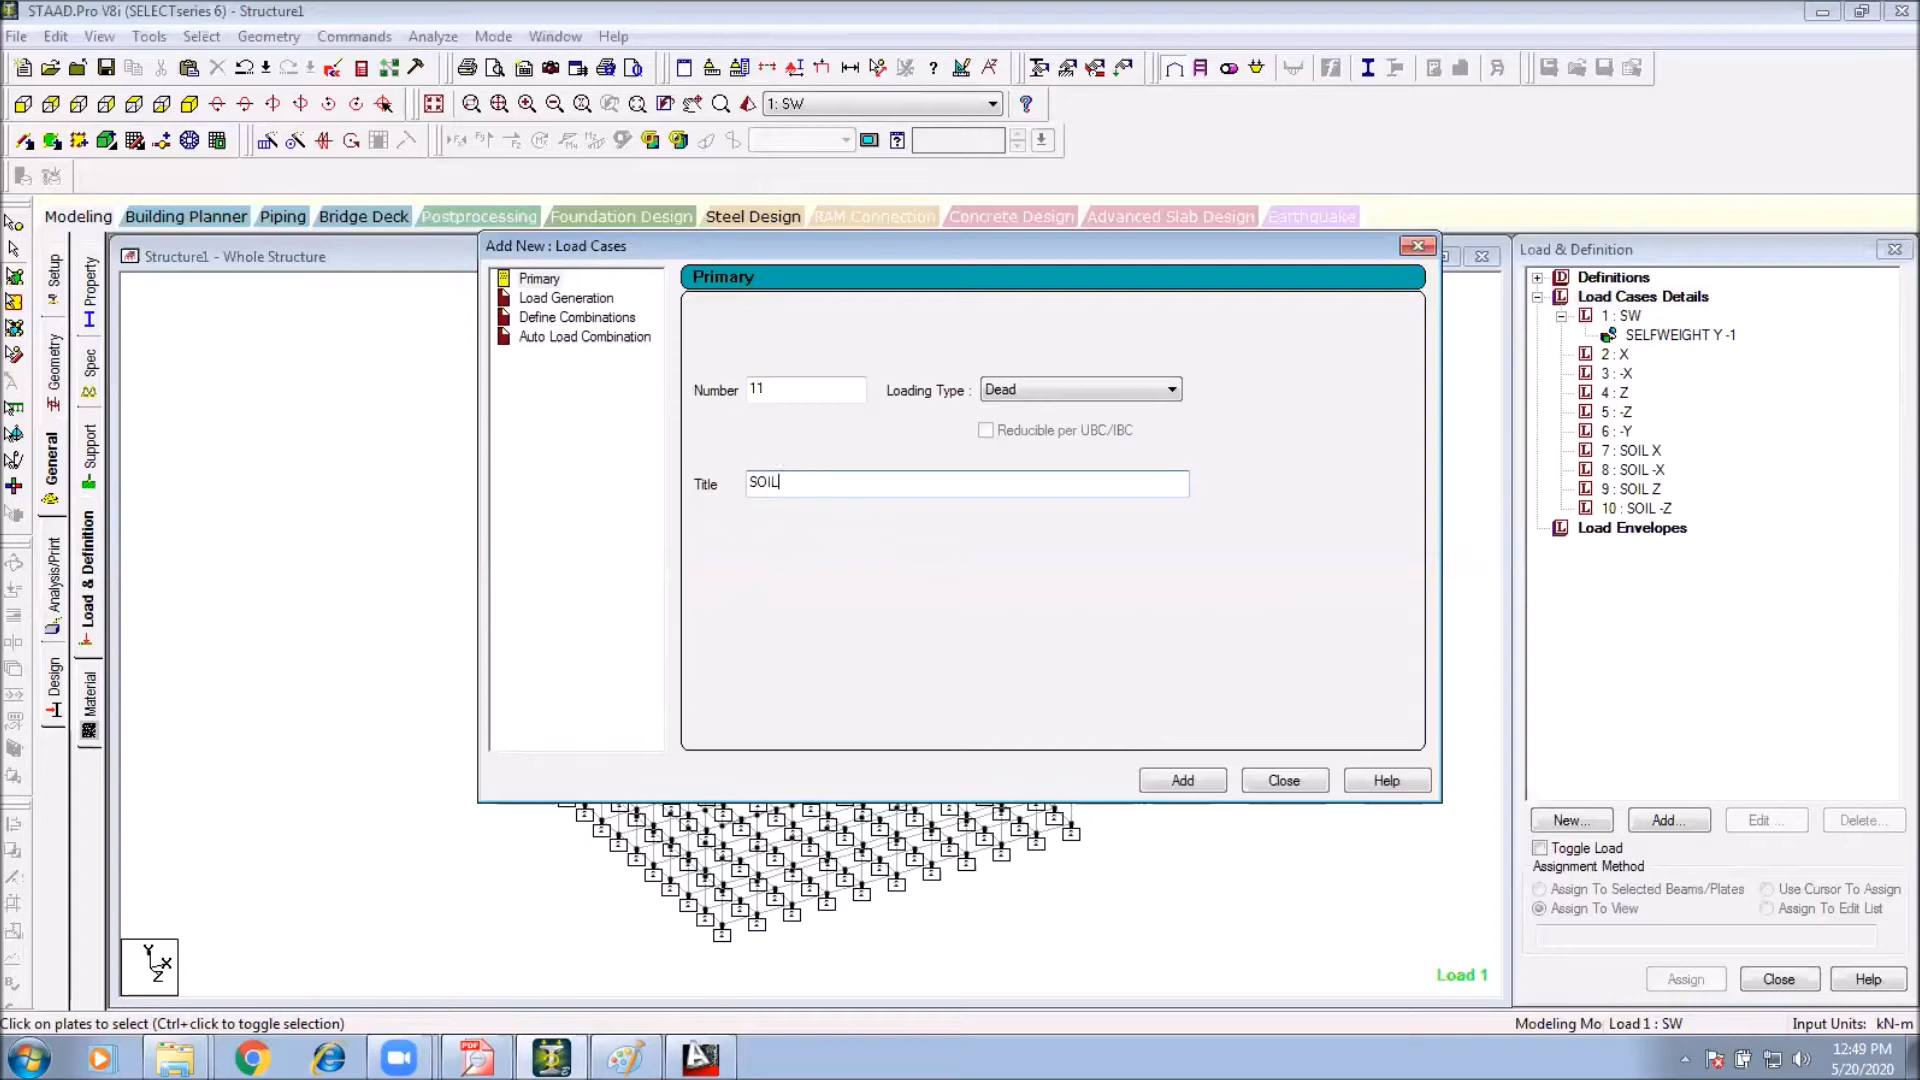 STAAD.Pro V8i (SELECTseries 6) - Structure1
File Edit View Tools Select Geometry Commands Analyze Mode Window Help
1: SW
Modeling Building Planner Piping Bridge Deck Postprocessing Foundation Design Steel Design RAM Connection Concrete Design Advanced Slab Design Earthquake
Setup
Geometry
General
Analysis/Print
Design
Property
Spec
Support
Load & Definition
Material
Structure1 - Whole Structure
Add New : Load Cases
Primary
Load Generation
Define Combinations
Auto Load Combination
Primary
Number 11 Loading Type : Dead
Reducible per UBC/IBC
Title SOIL
Add Close Help
Load & Definition
Definitions
Load Cases Details
1 : SW
SELFWEIGHT Y -1
2 : X
3 : -X
4 : Z
5 : -Z
6 : -Y
7 : SOIL X
8 : SOIL -X
9 : SOIL Z
10 : SOIL -Z
Load Envelopes
New... Add... Edit ... Delete...
Toggle Load
Assignment Method
Assign To Selected Beams/Plates Use Cursor To Assign
Assign To View Assign To Edit List
Assign Close Help
Y
X
Z
Load 1
Click on plates to select (Ctrl+click to toggle selection) Modeling Mo Load 1 : SW Input Units: kN-m
12:49 PM
5/20/2020